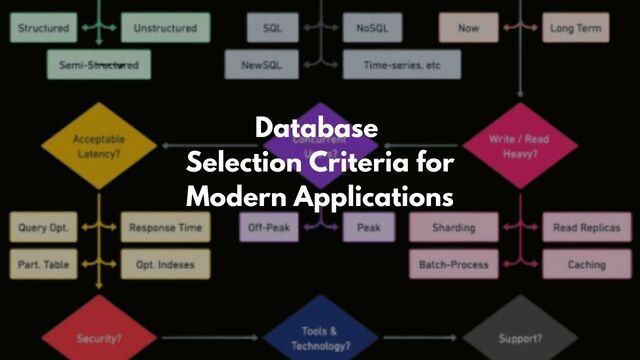 Structured
Unstructured
SQL
NoSQL
Now
Long Term
Semi-Structured
NewSQL
Time-series, etc
Database
Selection Criteria for
Modern Applications
Acceptable
Latency?
Concurrent
Write / Read
Heavy?
Query Opt.
Response Time
Off-Peak
Peak
Sharding
Read Replicas
Part. Table
Opt. Indexes
Batch-Process
Caching
Security?
Tools &
Technology?
Support?